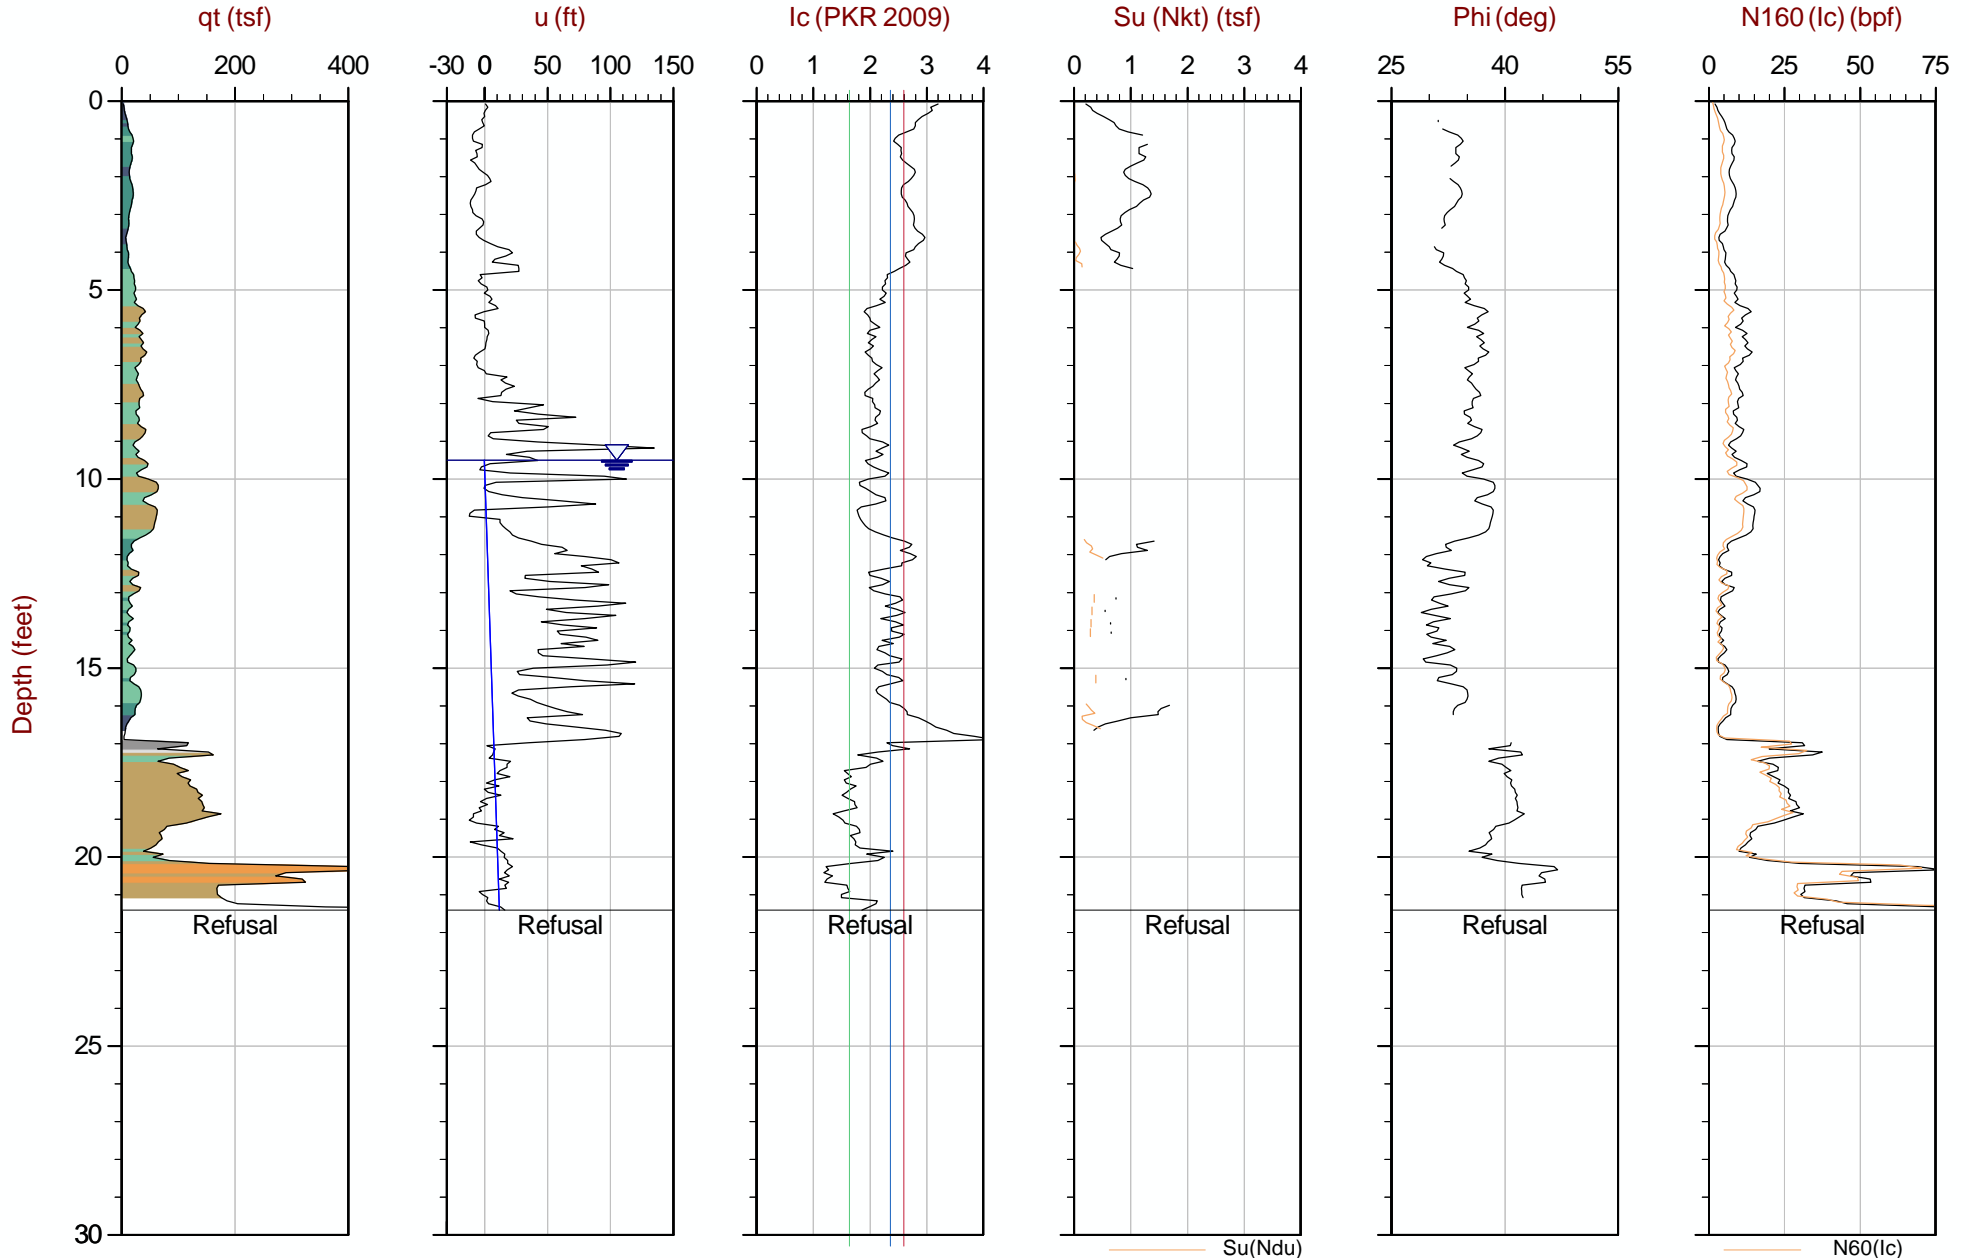 qt (tsf) u (ft) Ic (PKR 2009) Su (Nkt) (tsf) Phi (deg) N160 (Ic) (bpf)
0 200 400 -30 0 50 100 150 0 1 2 3 4 0 1 2 3 4 25 40 55 0 25 50 75
0
5
10
15
Depth (feet)
20
Refusal Refusal Refusal Refusal Refusal Refusal
25
30
Su(Ndu) N60(Ic)